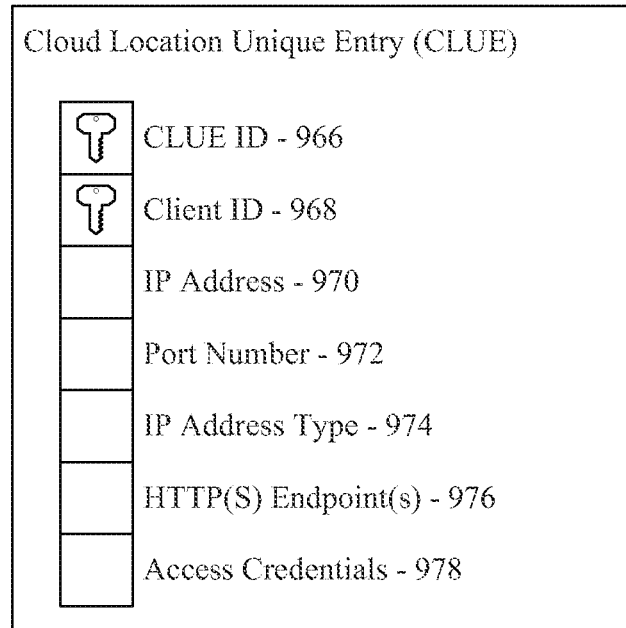 Cloud Location Unique Entry (CLUE)
CLUE ID - 966
Client ID - 968
IP Address - 970
Port Number - 972
IP Address Type - 974
HTTP(S) Endpoint(s) - 976
Access Credentials - 978